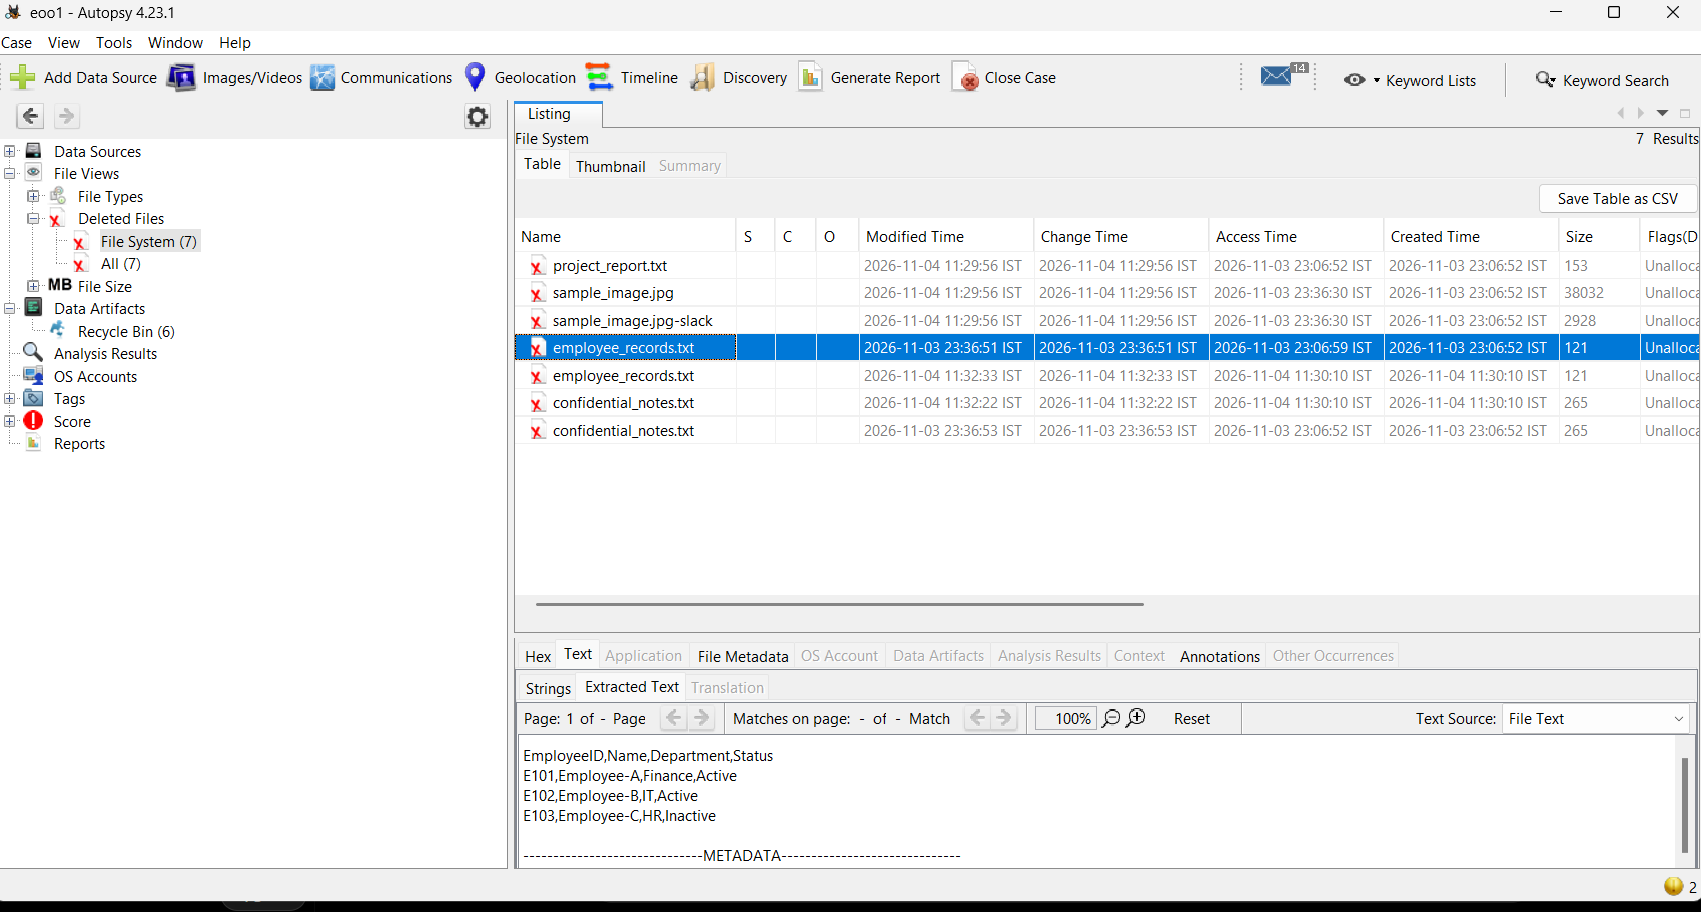 eoo1 - Autopsy 4.23.1
Case View Tools Window Help
Add Data Source Images/Videos Communications Geolocation Timeline Discovery Generate Report Close Case 14 Keyword Lists Keyword Search
Listing
File System 7 Results
Table Thumbnail Summary
Save Table as CSV
Data Sources
File Views
File Types
Deleted Files
File System (7)
All (7)
MB File Size
Data Artifacts
Recycle Bin (6)
Analysis Results
OS Accounts
Tags
Score
Reports
Name S C O Modified Time Change Time Access Time Created Time Size Flags(D
project_report.txt 2026-11-04 11:29:56 IST 2026-11-04 11:29:56 IST 2026-11-03 23:06:52 IST 2026-11-03 23:06:52 IST 153 Unalloca
sample_image.jpg 2026-11-04 11:29:56 IST 2026-11-04 11:29:56 IST 2026-11-03 23:36:30 IST 2026-11-03 23:06:52 IST 38032 Unalloca
sample_image.jpg-slack 2026-11-04 11:29:56 IST 2026-11-04 11:29:56 IST 2026-11-03 23:36:30 IST 2026-11-03 23:06:52 IST 2928 Unalloca
employee_records.txt 2026-11-03 23:36:51 IST 2026-11-03 23:36:51 IST 2026-11-03 23:06:59 IST 2026-11-03 23:06:52 IST 121 Unalloca
employee_records.txt 2026-11-04 11:32:33 IST 2026-11-04 11:32:33 IST 2026-11-04 11:30:10 IST 2026-11-04 11:30:10 IST 121 Unalloca
confidential_notes.txt 2026-11-04 11:32:22 IST 2026-11-04 11:32:22 IST 2026-11-04 11:30:10 IST 2026-11-04 11:30:10 IST 265 Unalloca
confidential_notes.txt 2026-11-03 23:36:53 IST 2026-11-03 23:36:53 IST 2026-11-03 23:06:52 IST 2026-11-03 23:06:52 IST 265 Unalloca
Hex Text Application File Metadata OS Account Data Artifacts Analysis Results Context Annotations Other Occurrences
Strings Extracted Text Translation
Page: 1 of - Page Matches on page: - of - Match 100% Reset Text Source: File Text
EmployeeID,Name,Department,Status
E101,Employee-A,Finance,Active
E102,Employee-B,IT,Active
E103,Employee-C,HR,Inactive
------------------------------METADATA------------------------------
2